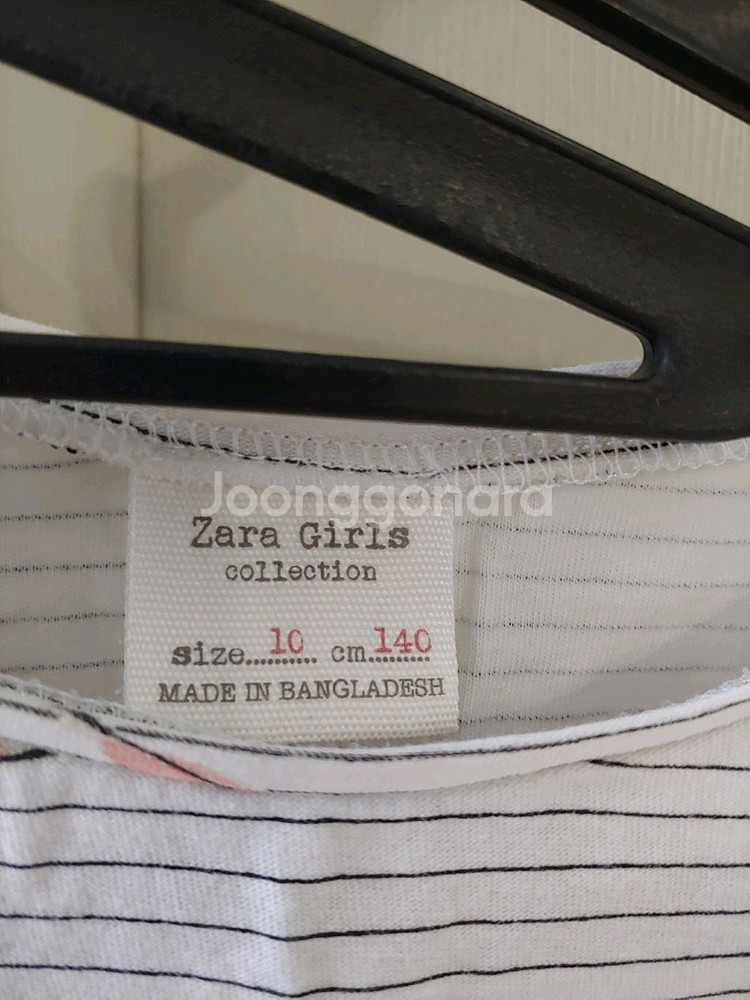 Joonggonara
Zara Girls
collection
size..........10 cm..........140
MADE IN BANGLADESH